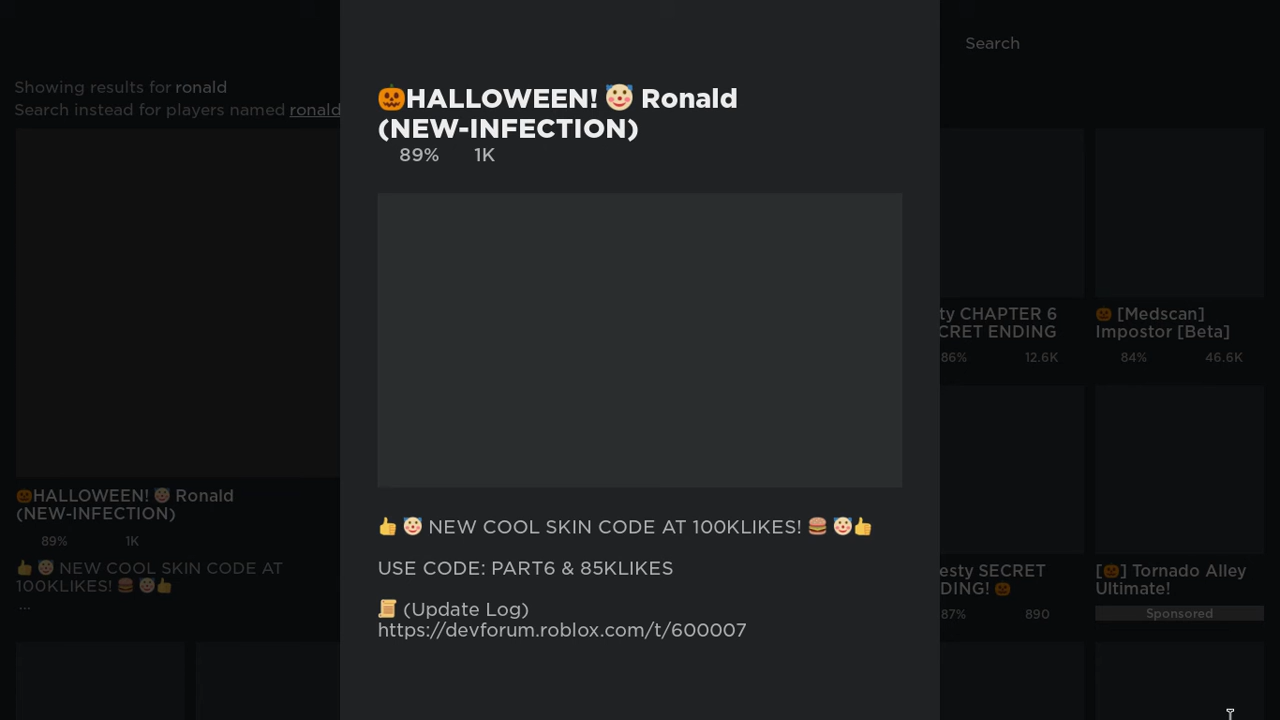 Search
Showing results for ronald
Search instead for players named ronald
🎃HALLOWEEN! 🤡 Ronald
(NEW-INFECTION)
89% 1K
👍 🤡 NEW COOL SKIN CODE AT 100KLIKES! 🍔 🤡👍
USE CODE: PART6 & 85KLIKES
📜 (Update Log)
https://devforum.roblox.com/t/600007
🎃HALLOWEEN! 🤡 Ronald
(NEW-INFECTION)
89% 1K
👍 🤡 NEW COOL SKIN CODE AT
100KLIKES! 🍔 🤡👍
...
ty CHAPTER 6
CRET ENDING
86% 12.6K
🎃 [Medscan]
Impostor [Beta]
84% 46.6K
esty SECRET
DING! 🎃
87% 890
[🎃] Tornado Alley
Ultimate!
Sponsored